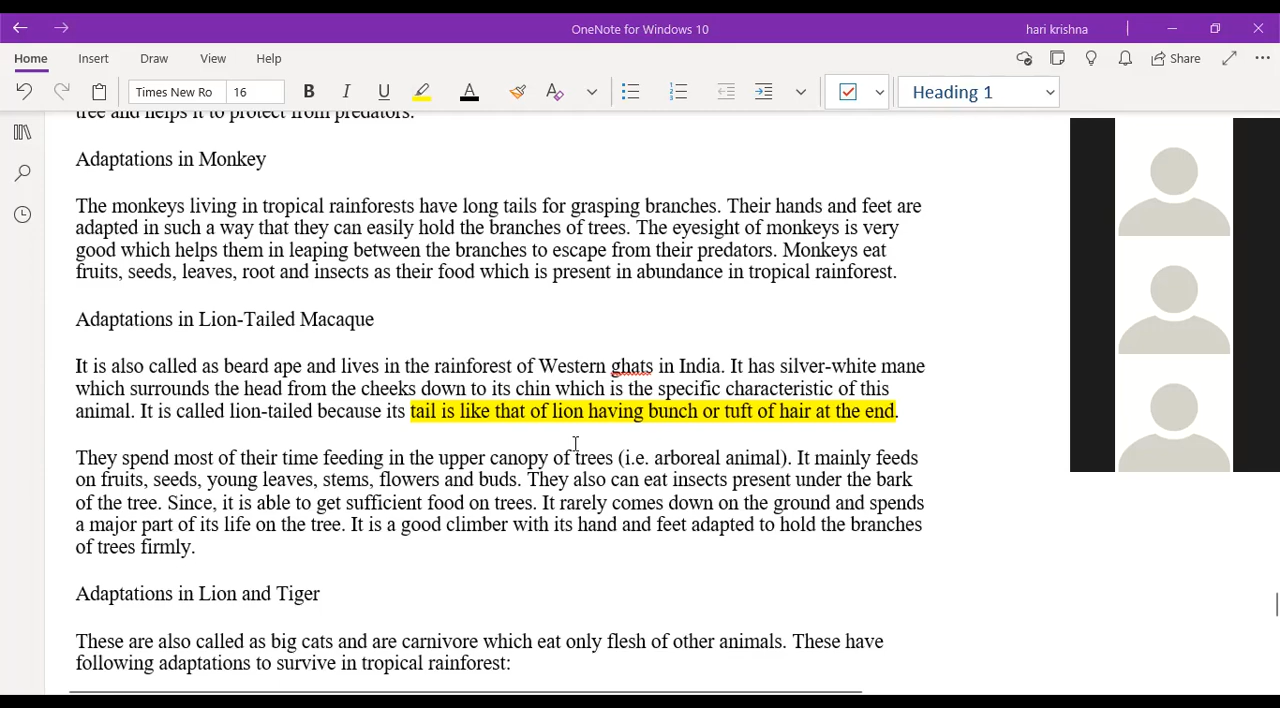 OneNote for Windows 10
hari krishna
Home
Insert
Draw
View
Help
Share
Times New Ro
16
B
I
U
A
A
Heading 1
tree and helps it to protect from predators.
Adaptations in Monkey
The monkeys living in tropical rainforests have long tails for grasping branches. Their hands and feet are
adapted in such a way that they can easily hold the branches of trees. The eyesight of monkeys is very
good which helps them in leaping between the branches to escape from their predators. Monkeys eat
fruits, seeds, leaves, root and insects as their food which is present in abundance in tropical rainforest.
Adaptations in Lion-Tailed Macaque
It is also called as beard ape and lives in the rainforest of Western ghats in India. It has silver-white mane
which surrounds the head from the cheeks down to its chin which is the specific characteristic of this
animal. It is called lion-tailed because its tail is like that of lion having bunch or tuft of hair at the end.
They spend most of their time feeding in the upper canopy of trees (i.e. arboreal animal). It mainly feeds
on fruits, seeds, young leaves, stems, flowers and buds. They also can eat insects present under the bark
of the tree. Since, it is able to get sufficient food on trees. It rarely comes down on the ground and spends
a major part of its life on the tree. It is a good climber with its hand and feet adapted to hold the branches
of trees firmly.
Adaptations in Lion and Tiger
These are also called as big cats and are carnivore which eat only flesh of other animals. These have
following adaptations to survive in tropical rainforest: